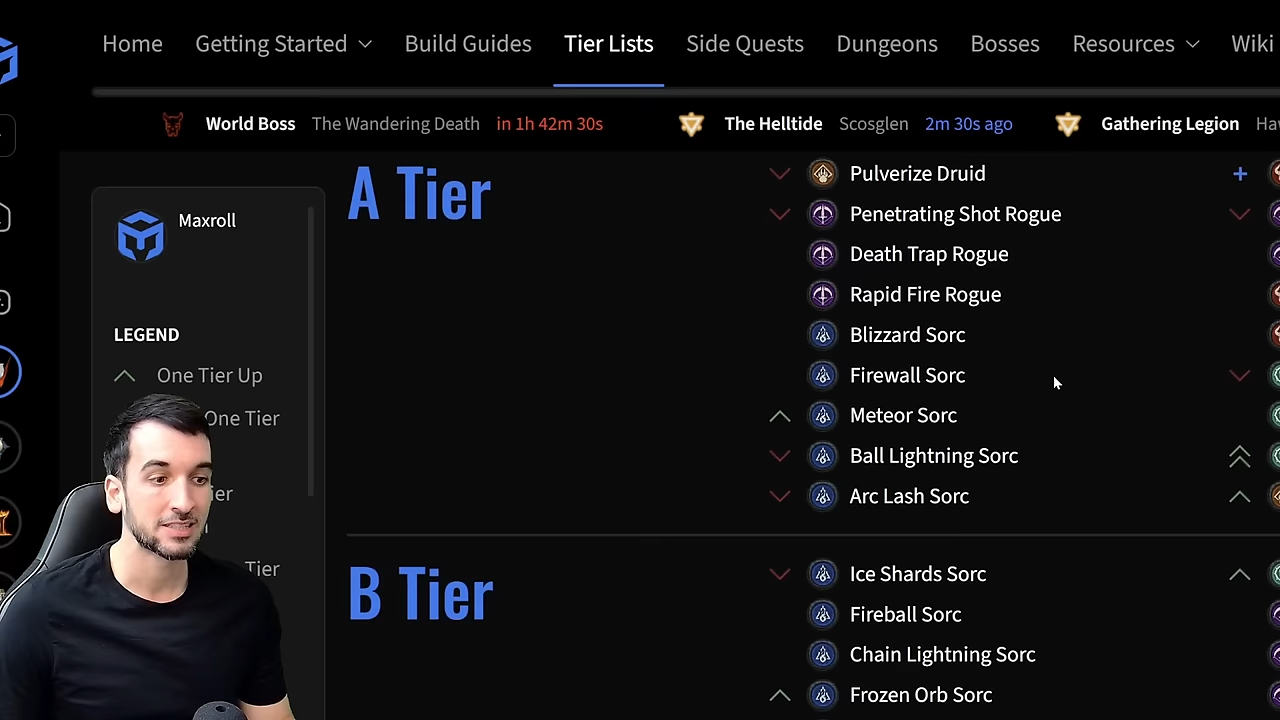 Home Getting Started Build Guides Tier Lists Side Quests Dungeons Bosses Resources Wiki
World Boss The Wandering Death in 1h 42m 30s The Helltide Scosglen 2m 30s ago Gathering Legion
A Tier
Pulverize Druid
Penetrating Shot Rogue
Death Trap Rogue
Rapid Fire Rogue
Blizzard Sorc
Firewall Sorc
Meteor Sorc
Ball Lightning Sorc
Arc Lash Sorc
B Tier
Ice Shards Sorc
Fireball Sorc
Chain Lightning Sorc
Frozen Orb Sorc
Maxroll
LEGEND
One Tier Up
One Tier
Tier